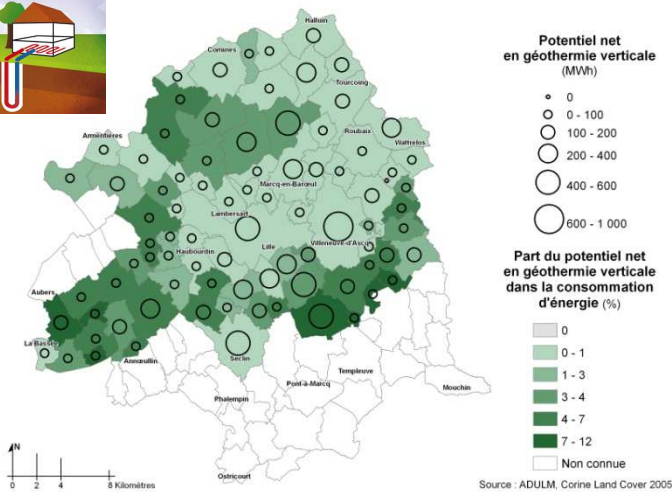 Halluin
Comines
Tourcoing
Armentières
Roubaix
Wattrelos
Marcq-en-Barœul
Lambersart
Lille
Villeneuve-d'Ascq
Haubourdin
Aubers
La Bassée
Annœullin
Seclin
Templeuve
Pont-à-Marcq
Mouchin
Phalempin
Ostricourt
N
0 4 8 Kilomètres
Potentiel net
en géothermie verticale
(MWh)
0
0 - 100
100 - 200
200 - 400
400 - 600
600 - 1 000
Part du potentiel net
en géothermie verticale
dans la consommation
d'énergie (%)
0
0 - 1
1 - 3
3 - 4
4 - 7
7 - 12
Non connue
Source : ADULM, Corine Land Cover 2005